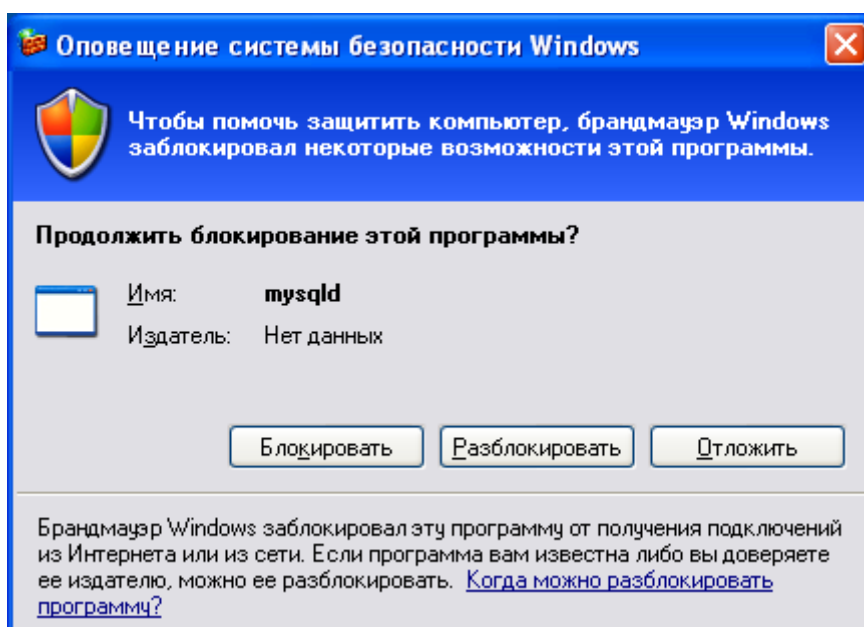 Оповещение системы безопасности Windows
Чтобы помочь защитить компьютер, брандмауэр Windows
заблокировал некоторые возможности этой программы.
Продолжить блокирование этой программы?
Имя: mysqld
Издатель: Нет данных
Блокировать Разблокировать Отложить
Брандмауэр Windows заблокировал эту программу от получения подключений
из Интернета или из сети. Если программа вам известна либо вы доверяете
ее издателю, можно ее разблокировать. Когда можно разблокировать
программу?